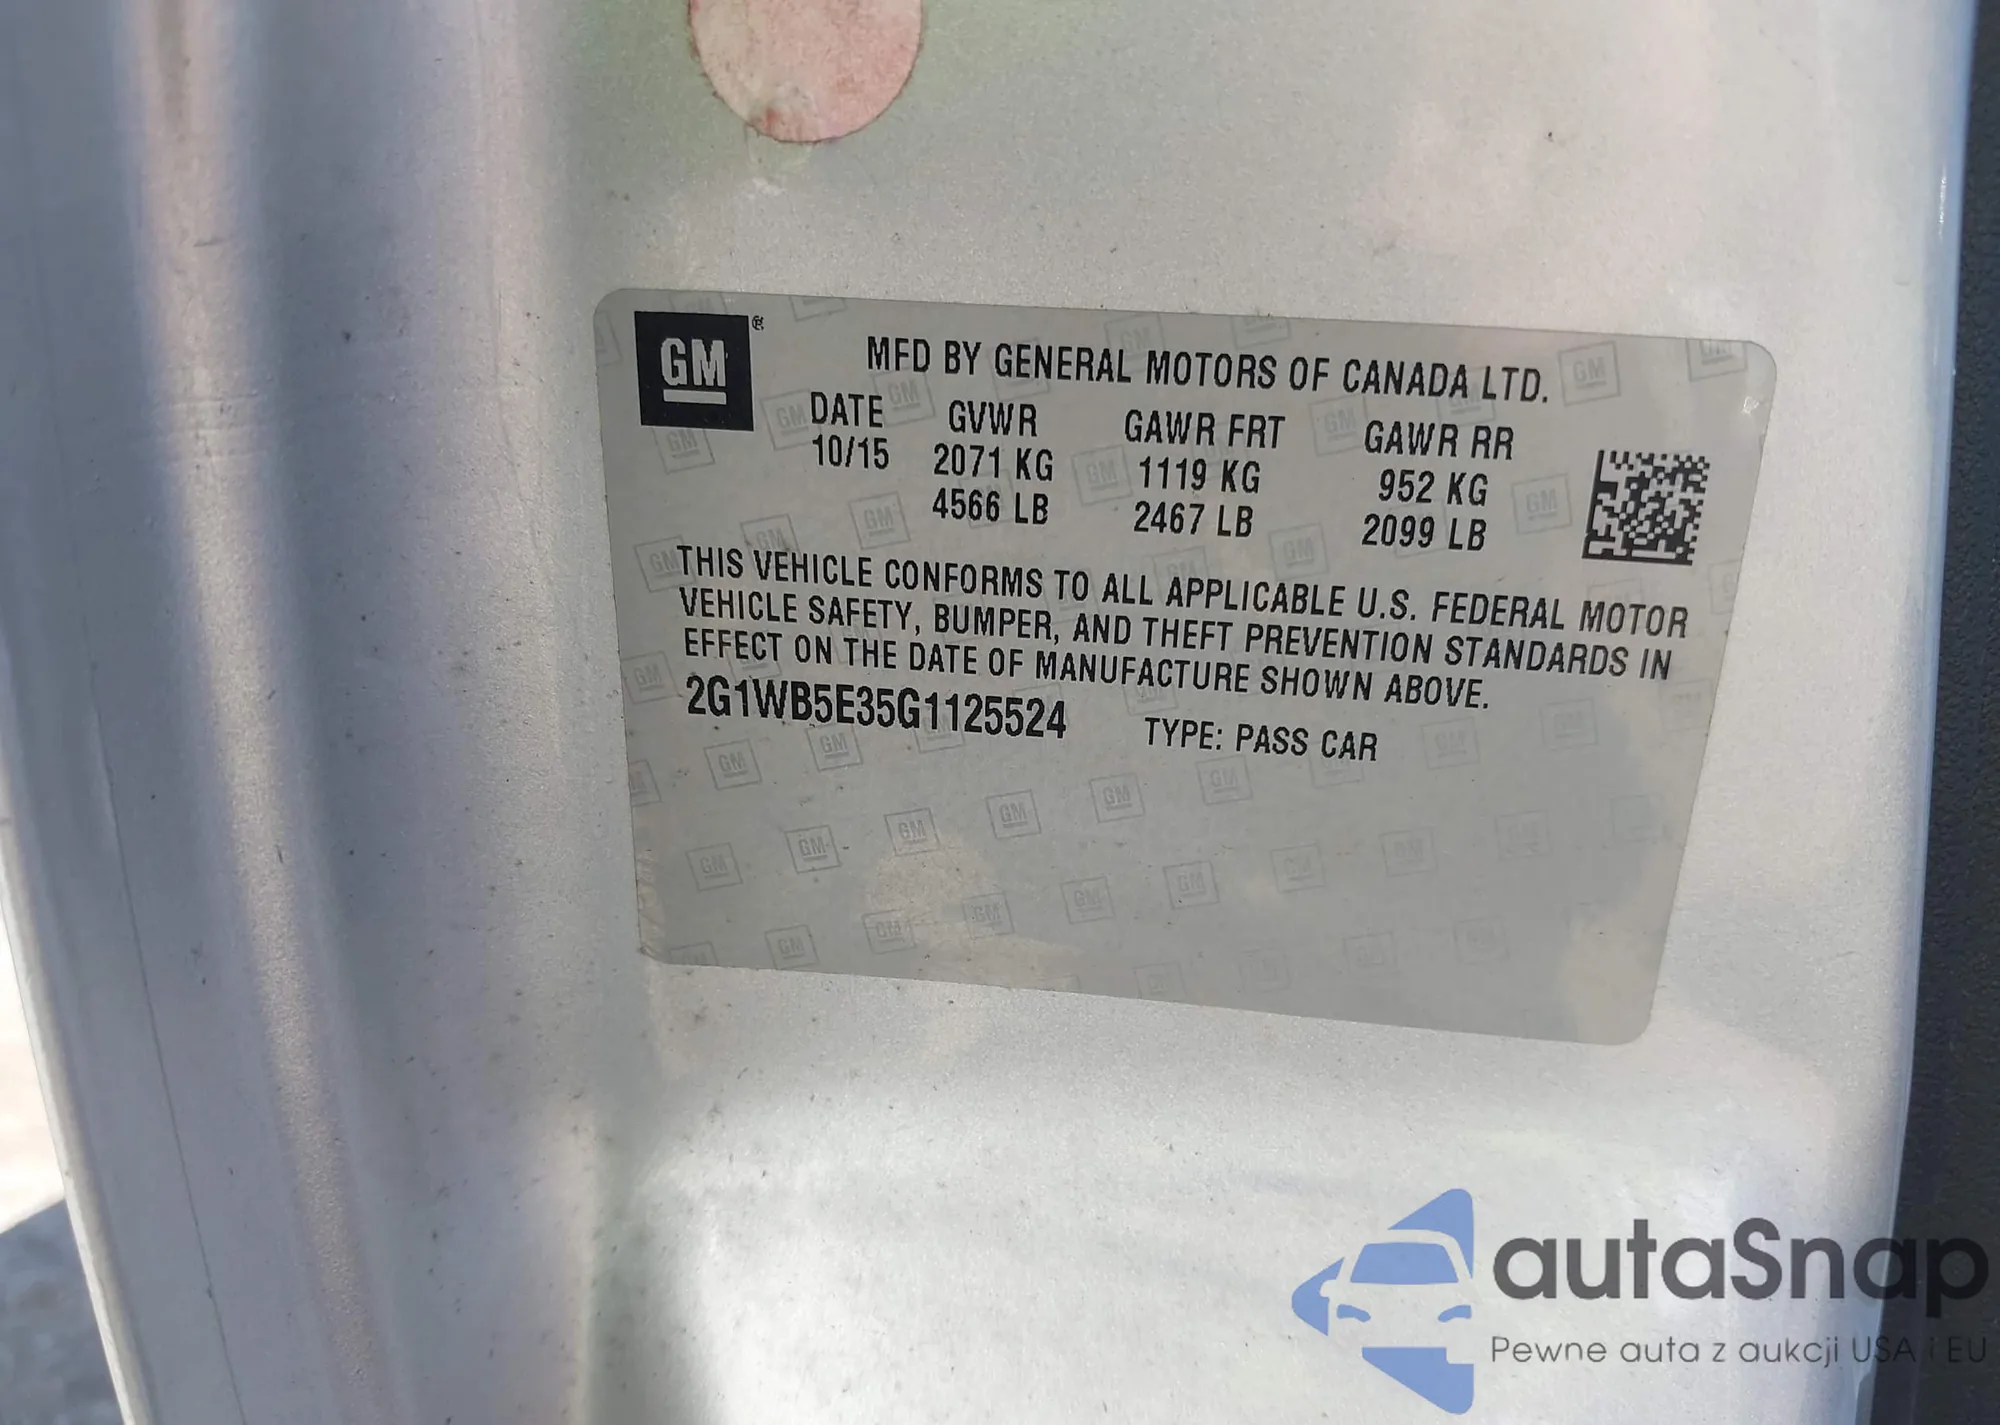 GM
MFD BY GENERAL MOTORS OF CANADA LTD.
DATE GVWR GAWR FRT GAWR RR
10/15 2071 KG 1119 KG 952 KG
4566 LB 2467 LB 2099 LB
THIS VEHICLE CONFORMS TO ALL APPLICABLE U.S. FEDERAL MOTOR
VEHICLE SAFETY, BUMPER, AND THEFT PREVENTION STANDARDS IN
EFFECT ON THE DATE OF MANUFACTURE SHOWN ABOVE.
2G1WB5E35G1125524 TYPE: PASS CAR
autaSnap
Pewne auta z aukcji USA i EU